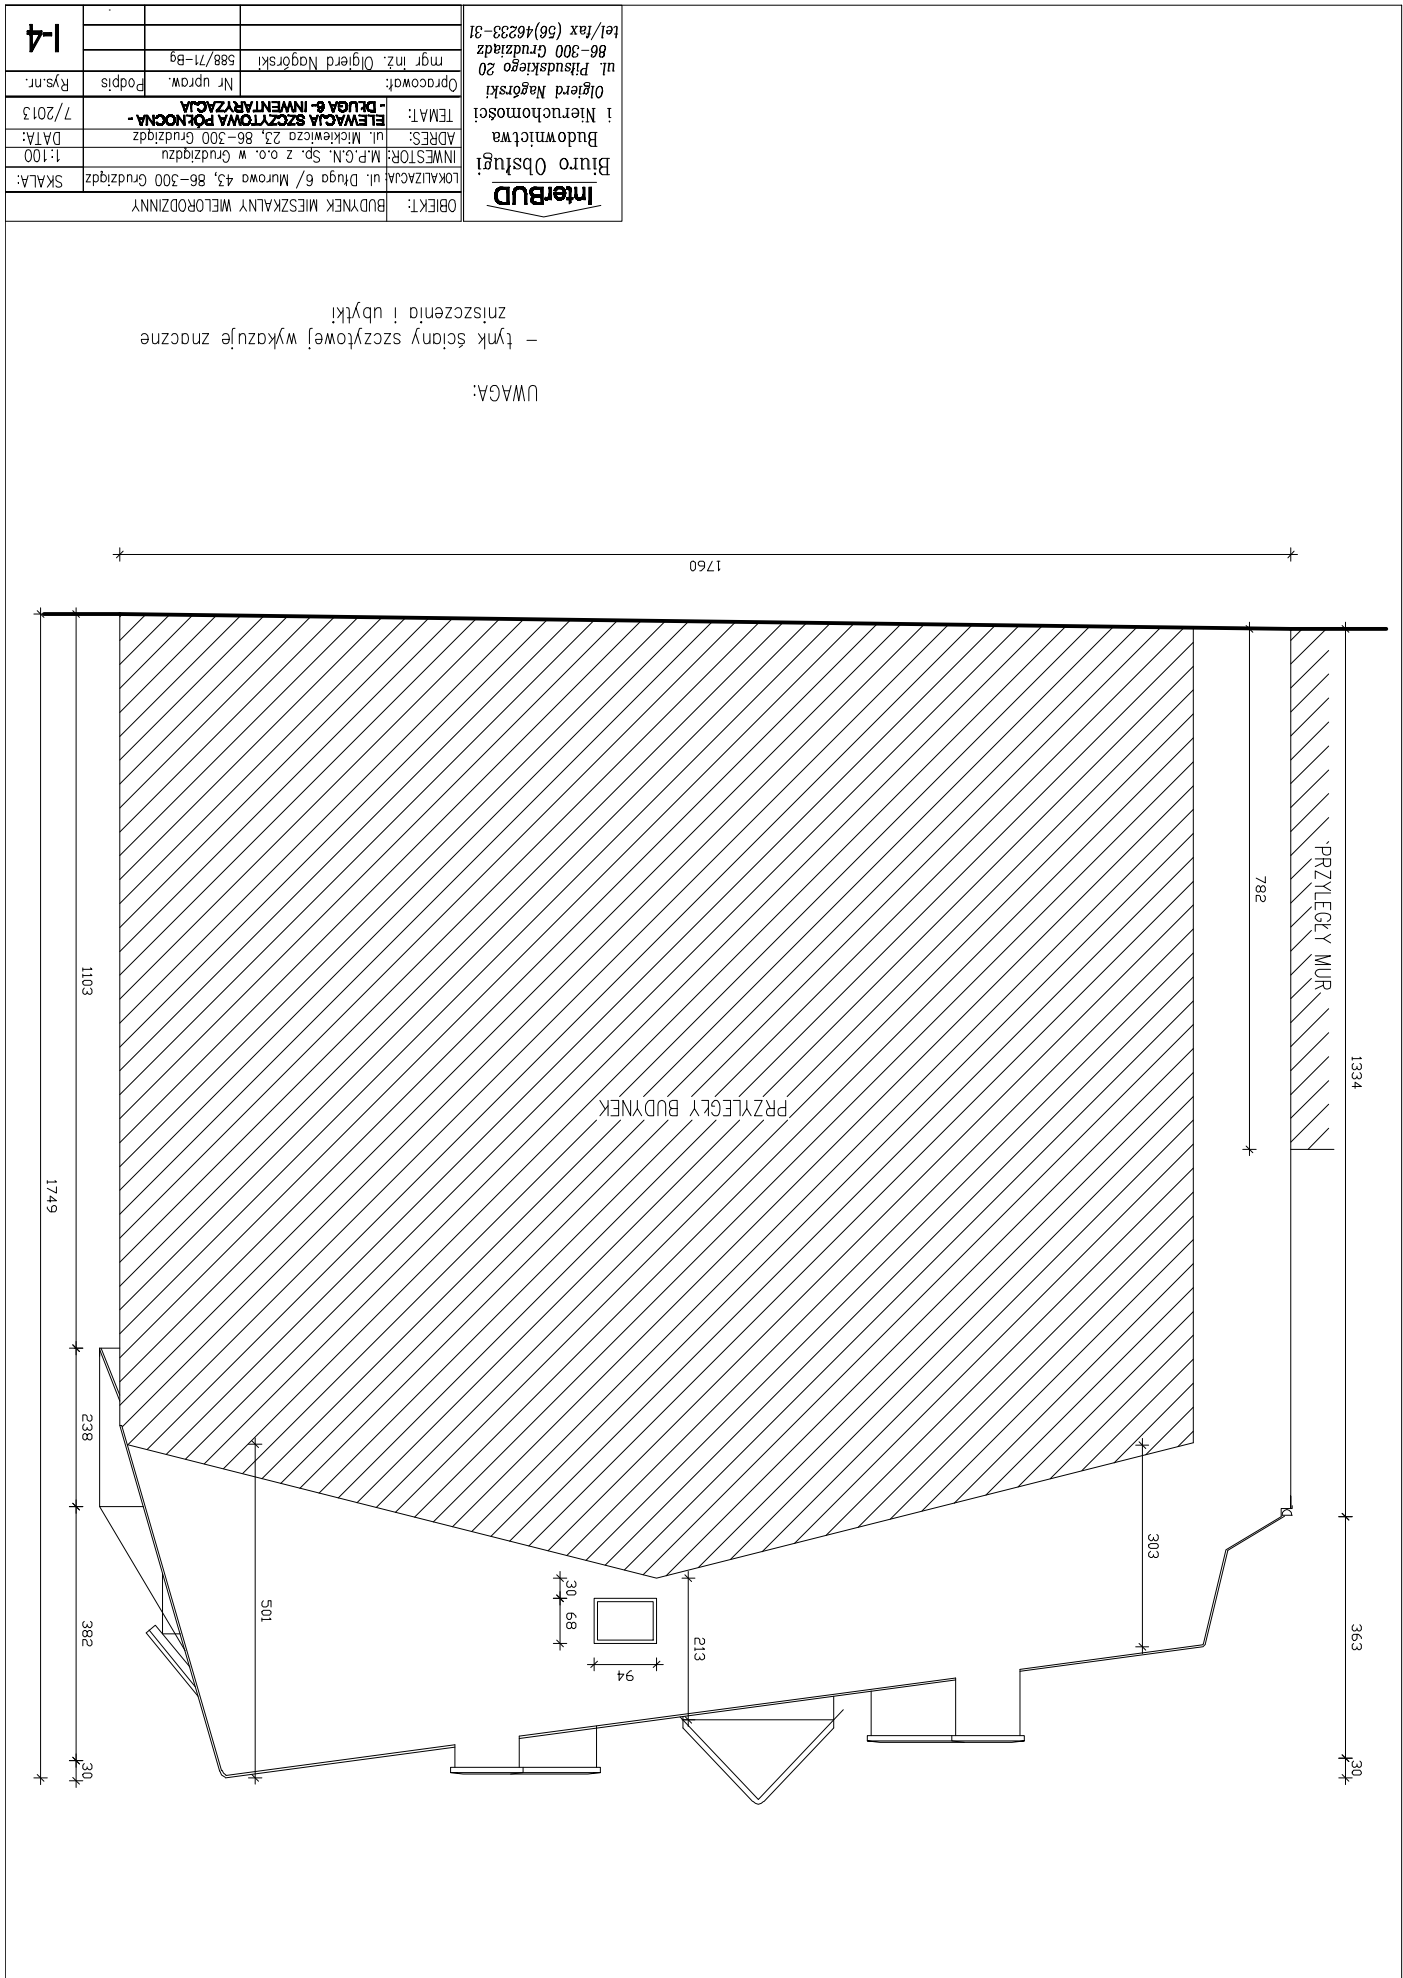 30
363
1334
PRZYLEGŁY MUR
782
303
213
94
68
30
501
PRZYLEGŁY BUDYNEK
30
382
238
1103
1749
1760
UWAGA:
- tynk ściany szczytowej wykazuje znaczne
zniszczenia i ubytki
InterBUD
Biuro Obsługi
Budownictwa
i Nieruchomości
Olgierd Nagórski
ul. Piłsudskiego 20
86-300 Grudziądz
tel/fax (56)46233-31
OBIEKT: BUDYNEK MIESZKALNY WIELORODZINNY
LOKALIZACJA: ul. Długa 6/ Murowa 43, 86-300 Grudziądz SKALA:
INWESTOR: M.P.G.N. Sp. z o.o. w Grudziądzu 1:100
ADRES: ul. Mickiewicza 23, 86-300 Grudziądz DATA:
TEMAT: ELEWACJA SZCZYTOWA PÓŁNOCNA - 7/2013
- DŁUGA 6- INWENTARYZACJA
Opracował: Nr upraw. Podpis Rys.nr.
mgr inż. Olgierd Nagórski 588/71-Bg
I-4